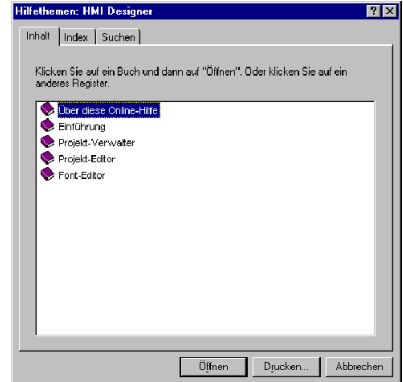 Hilfethemen: HMI Designer
Inhalt Index Suchen
Klicken Sie auf ein Buch und dann auf "Öffnen". Oder klicken Sie auf ein
anderes Register.
Über diese Online-Hilfe
Einführung
Projekt-Verwalter
Projekt-Editor
Font-Editor
Öffnen Drucken... Abbrechen